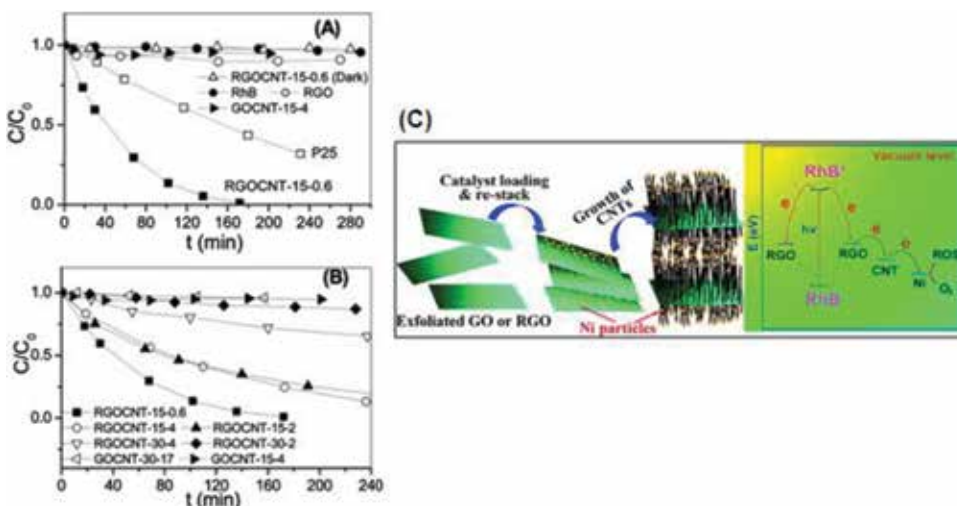 (A)
1.0
0.5
0.0
C/C0
RGOCNT-15-0.6 (Dark)
RhB RGO
GOCNT-15-4
P25
RGOCNT-15-0.6
0 40 80 120 160 200 240 280
t (min)
(B)
1.0
0.5
0.0
C/C0
RGOCNT-15-0.6
RGOCNT-15-4 RGOCNT-15-2
RGOCNT-30-4 RGOCNT-30-2
GOCNT-30-17 GOCNT-15-4
0 40 80 120 160 200 240
t (min)
(C)
Catalyst loading
& re-stack
Growth of
CNTs
Exfoliated GO or RGO
Ni particles
E (eV)
Vacuum level
RhB*
e e e e
hν
RGO RGO
CNT
Ni
ROS
O2
RhB